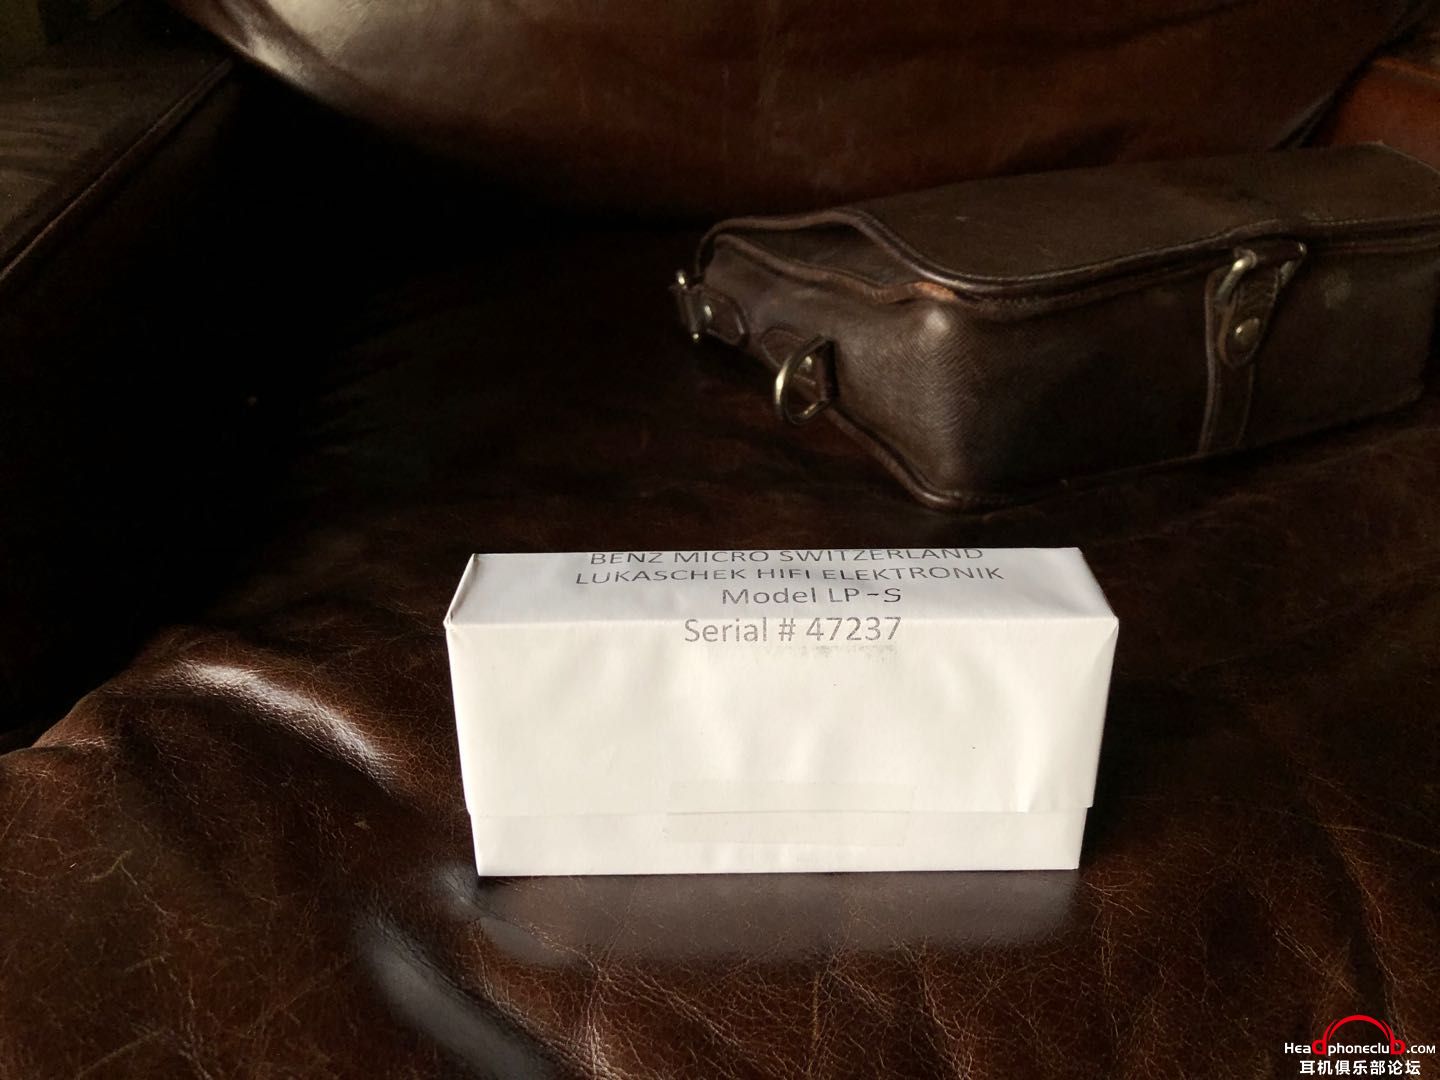 BENZ MICRO SWITZERLAND
LUKASCHEK HIFI ELEKTRONIK
Model LP-S
Serial # 47237
Headphoneclub.com
耳机俱乐部论坛